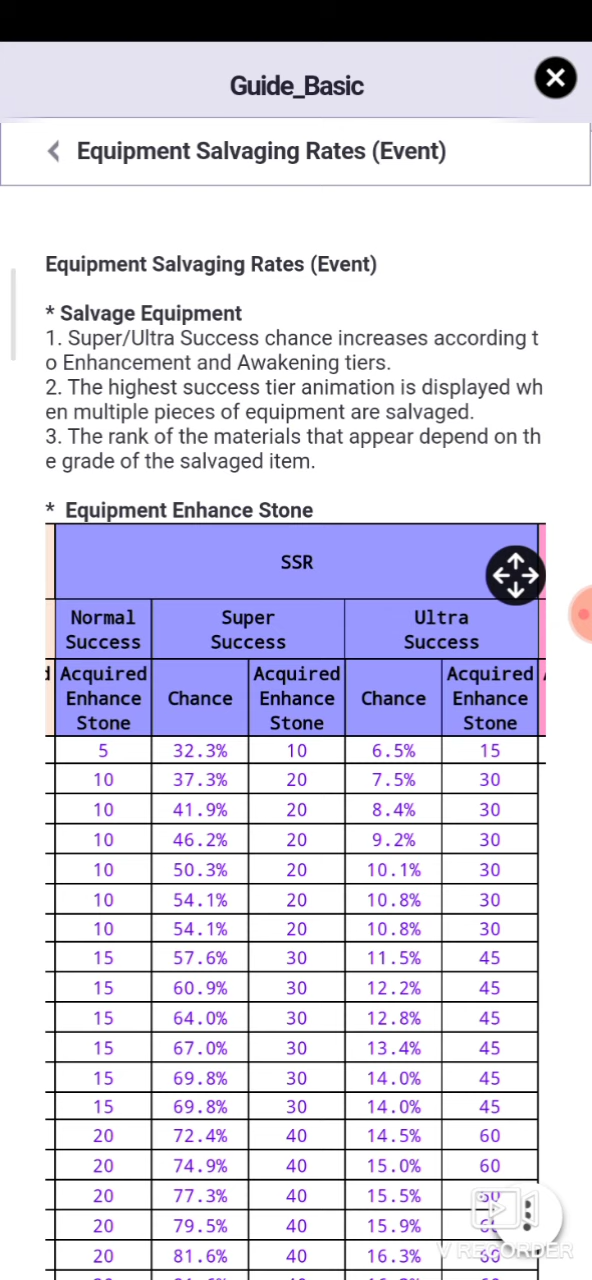 Guide_Basic
Equipment Salvaging Rates (Event)
Equipment Salvaging Rates (Event)
* Salvage Equipment
1. Super/Ultra Success chance increases according t
o Enhancement and Awakening tiers.
2. The highest success tier animation is displayed wh
en multiple pieces of equipment are salvaged.
3. The rank of the materials that appear depend on th
e grade of the salvaged item.
* Equipment Enhance Stone
SSR
Normal Success Super Success Ultra Success
Acquired Enhance Stone Chance Acquired Enhance Stone Chance Acquired Enhance Stone
5 32.3% 10 6.5% 15
10 37.3% 20 7.5% 30
10 41.9% 20 8.4% 30
10 46.2% 20 9.2% 30
10 50.3% 20 10.1% 30
10 54.1% 20 10.8% 30
10 54.1% 20 10.8% 30
15 57.6% 30 11.5% 45
15 60.9% 30 12.2% 45
15 64.0% 30 12.8% 45
15 67.0% 30 13.4% 45
15 69.8% 30 14.0% 45
15 69.8% 30 14.0% 45
20 72.4% 40 14.5% 60
20 74.9% 40 15.0% 60
20 77.3% 40 15.5%
20 79.5% 40 15.9%
20 81.6% 40 16.3%
V RECORDER